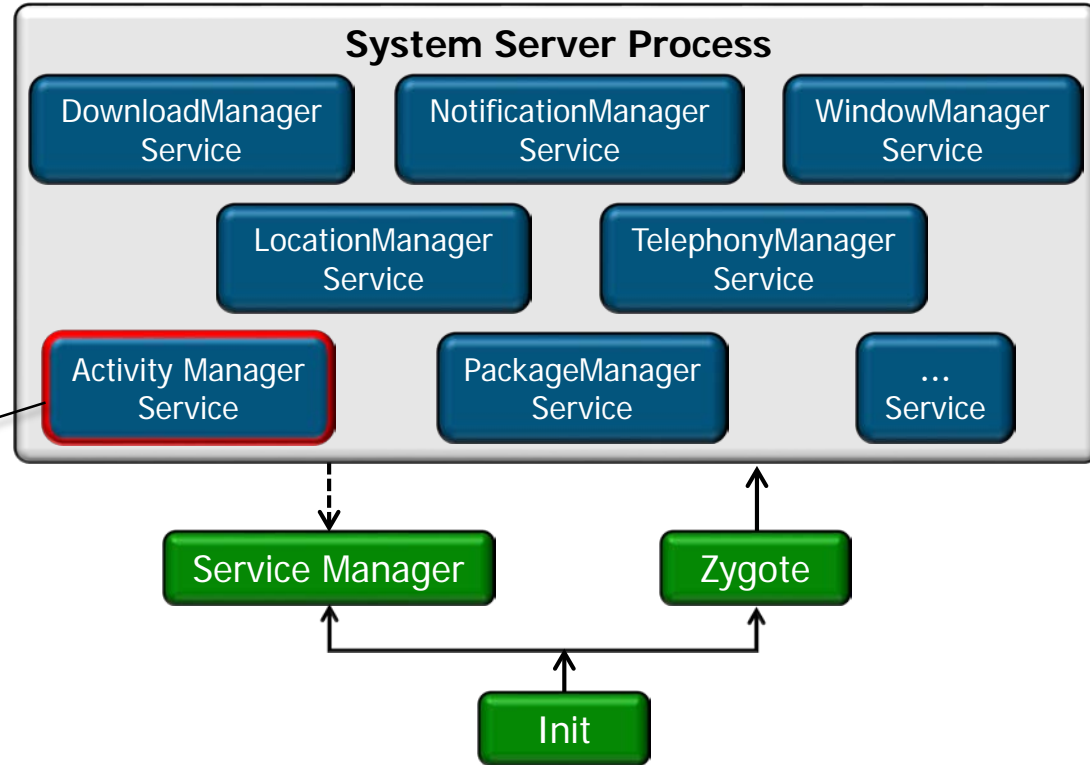 System Server Process
DownloadManager
Service
NotificationManager
Service
WindowManager
Service
LocationManager
Service
TelephonyManager
Service
Activity Manager
Service
PackageManager
Service
...
Service
Service Manager
Zygote
Init